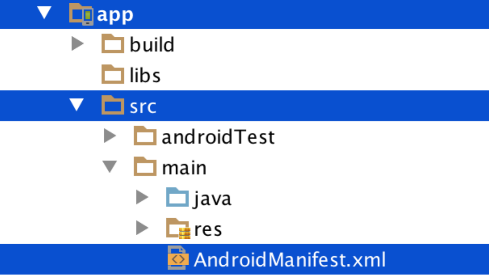 app
build
libs
src
androidTest
main
java
res
AndroidManifest.xml